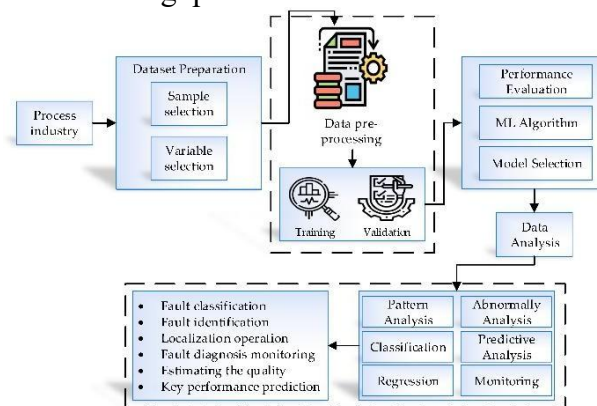 Process
industry
Dataset Preparation
Sample
selection
Variable
selection
Data pre-
processing
Training
Validation
Performance
Evaluation
ML Algorithm
Model Selection
Data
Analysis
Pattern
Analysis
Abnormally
Analysis
Classification
Predictive
Analysis
Regression
Monitoring
• Fault classification
• Fault identification
• Localization operation
• Fault diagnosis monitoring
• Estimating the quality
• Key performance prediction